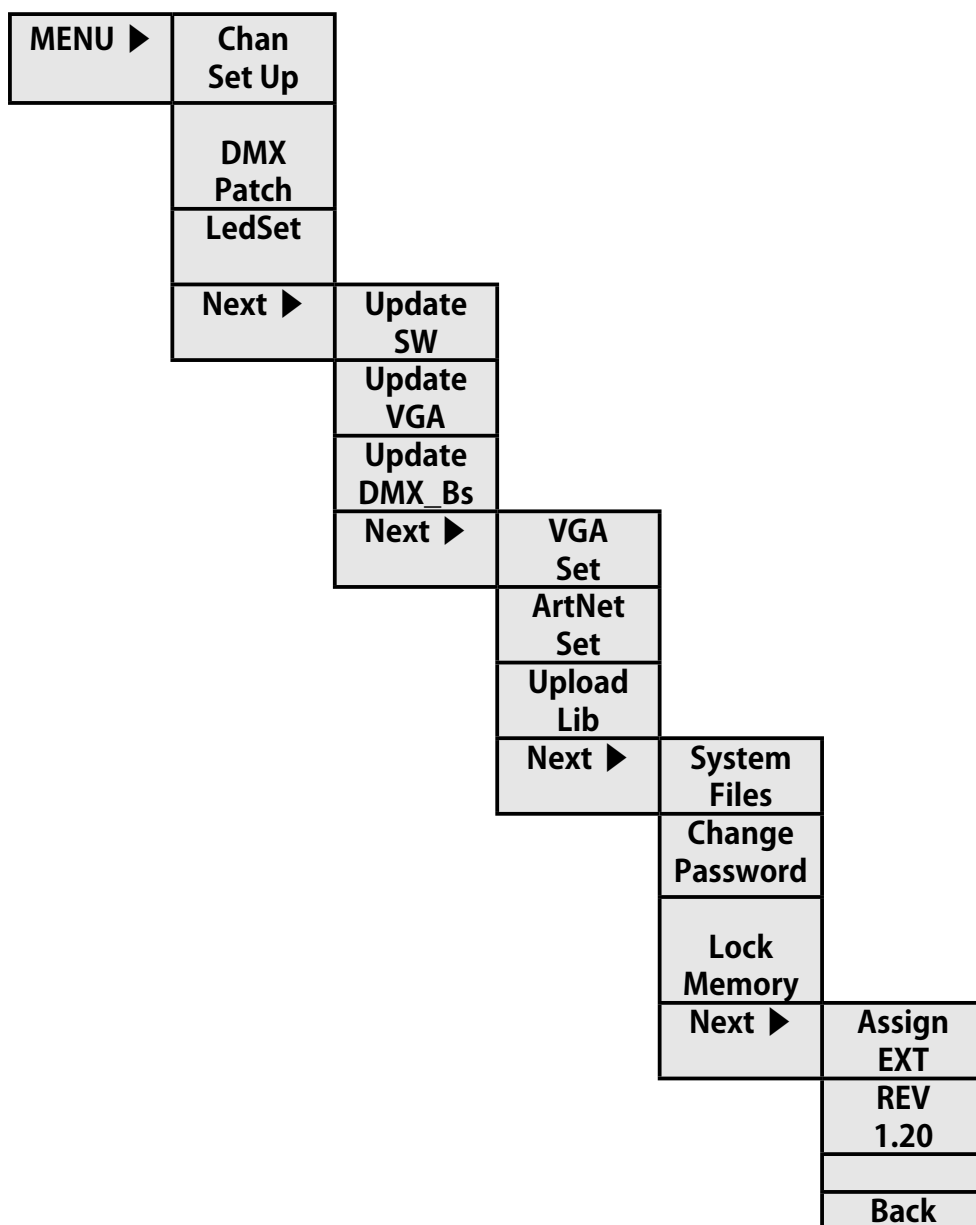 MENU ▶
Chan
Set Up
DMX
Patch
LedSet
Next ▶
Update
SW
Update
VGA
Update
DMX_Bs
Next ▶
VGA
Set
ArtNet
Set
Upload
Lib
Next ▶
System
Files
Change
Password
Lock
Memory
Next ▶
Assign
EXT
REV
1.20
Back